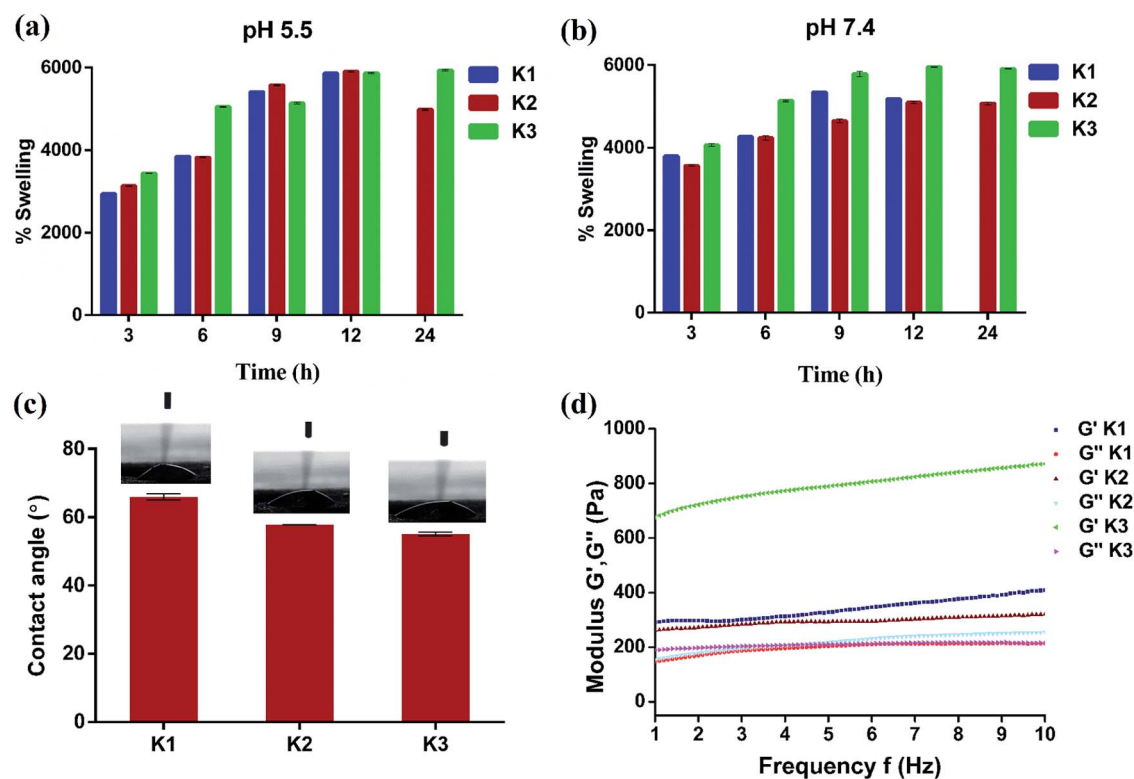 (a)
pH 5.5
% Swelling
6000
4000
2000
0
3 6 9 12 24
Time (h)
K1
K2
K3
(b)
pH 7.4
% Swelling
6000
4000
2000
0
3 6 9 12 24
Time (h)
K1
K2
K3
(c)
Contact angle (°)
80
60
40
20
0
K1 K2 K3
(d)
Modulus G',G'' (Pa)
1000
800
600
400
200
0
1 2 3 4 5 6 7 8 9 10
Frequency f (Hz)
G' K1
G'' K1
G' K2
G'' K2
G' K3
G'' K3